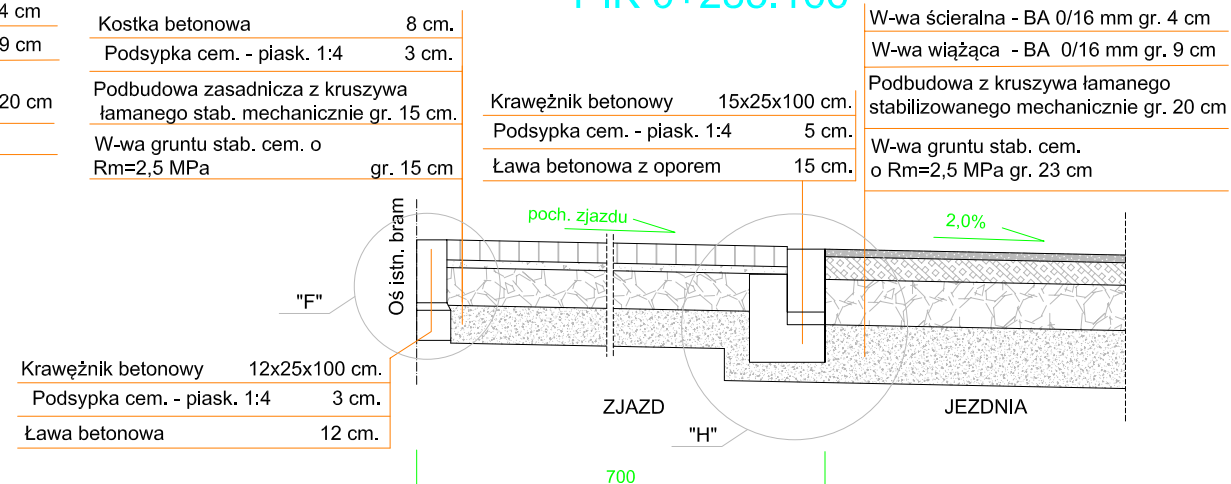 4 cm
9 cm
20 cm
Kostka betonowa 8 cm.
Podsypka cem. - piask. 1:4 3 cm.
Podbudowa zasadnicza z kruszywa
łamanego stab. mechanicznie gr. 15 cm.
W-wa gruntu stab. cem. o
Rm=2,5 MPa gr. 15 cm
Krawężnik betonowy 15x25x100 cm.
Podsypka cem. - piask. 1:4 5 cm.
Ława betonowa z oporem 15 cm.
W-wa ścieralna - BA 0/16 mm gr. 4 cm
W-wa wiążąca - BA 0/16 mm gr. 9 cm
Podbudowa z kruszywa łamanego
stabilizowanego mechanicznie gr. 20 cm
W-wa gruntu stab. cem.
o Rm=2,5 MPa gr. 23 cm
poch. zjazdu
2,0%
Oś istn. bram
"F"
Krawężnik betonowy 12x25x100 cm.
Podsypka cem. - piask. 1:4 3 cm.
Ława betonowa 12 cm.
ZJAZD
JEZDNIA
"H"
700